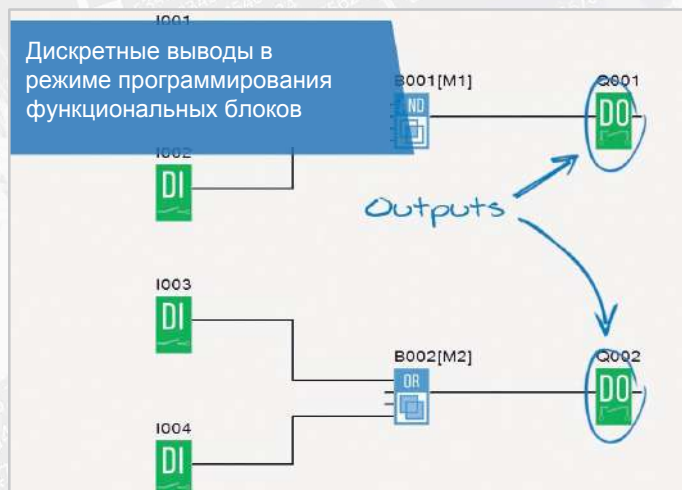 I001
Дискретные выводы в
режиме программирования
функциональных блоков
B001[M1]
Q001
AND
DO
I002
DI
Outputs
I003
DI
B002[M2]
Q002
OR
DO
I004
DI